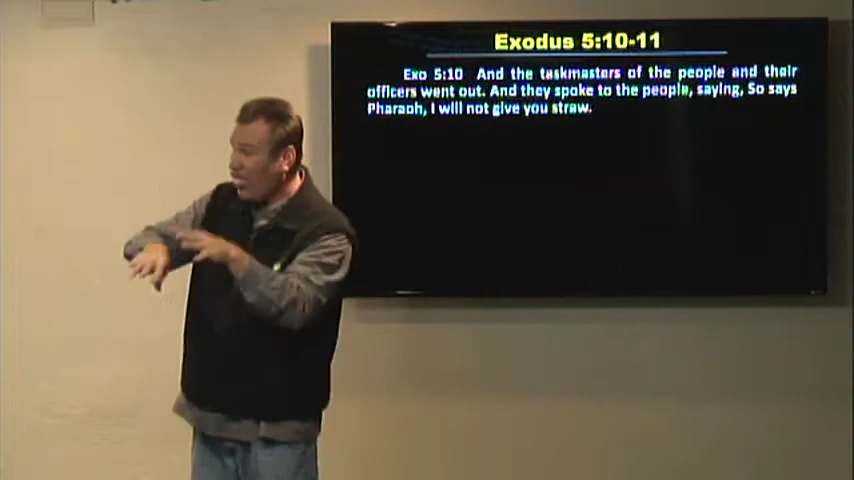 Exodus 5:10-11
Exo 5:10 And the taskmasters of the people and their
officers went out. And they spoke to the people, saying, So says
Pharaoh, I will not give you straw.